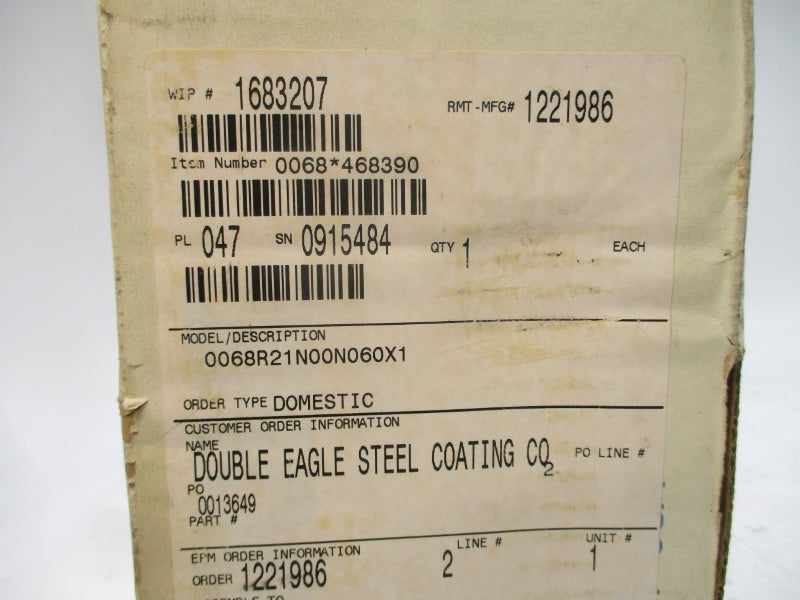 WIP # 1683207 RMT-MFG# 1221986
Item Number 0068*468390
PL 047 SN 0915484 QTY 1 EACH
MODEL/DESCRIPTION
0068R21N00N060X1
ORDER TYPE DOMESTIC
CUSTOMER ORDER INFORMATION
NAME
DOUBLE EAGLE STEEL COATING CO PO LINE #
2
PO
0013649
PART #
EPM ORDER INFORMATION LINE # UNIT #
ORDER 1221986 2 1